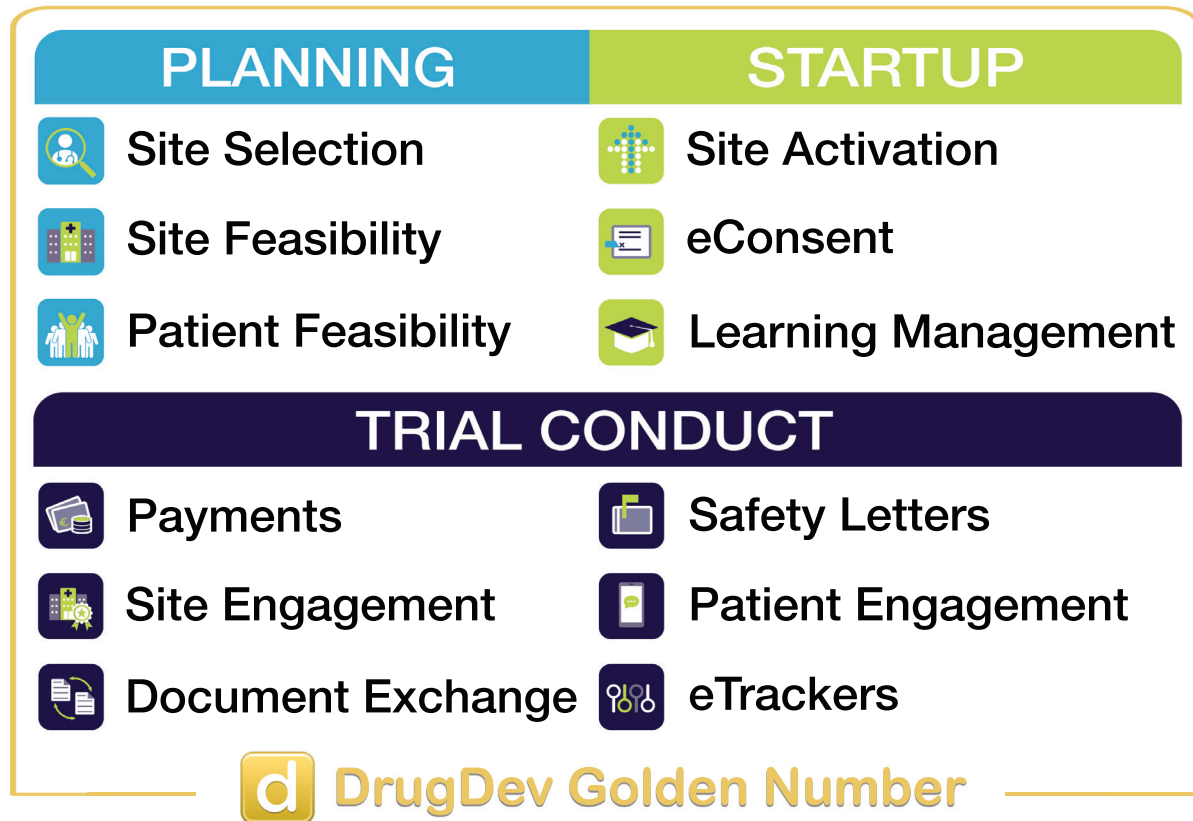 PLANNING
Site Selection
Site Feasibility
Patient Feasibility
STARTUP
Site Activation
eConsent
Learning Management
TRIAL CONDUCT
Payments
Site Engagement
Document Exchange
Safety Letters
Patient Engagement
eTrackers
d DrugDev Golden Number